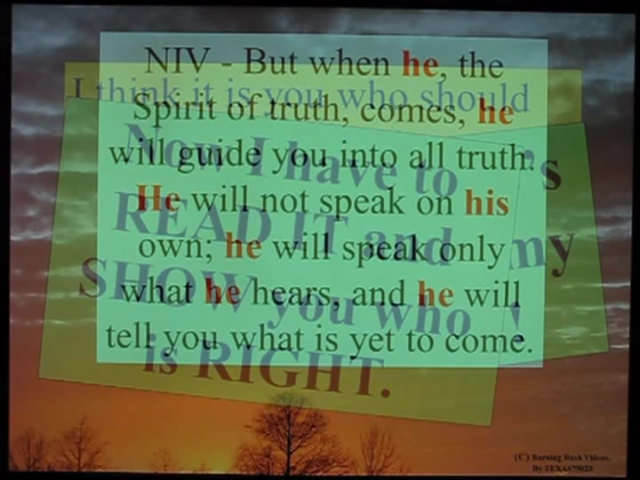 NIV - But when he, the
Spirit of truth, comes, he
will guide you into all truth.
He will not speak on his
own; he will speak only
what he hears, and he will
tell you what is yet to come.
I think it is you who should
Now I have to
READ IT and
SHOW you who
is RIGHT.
's
my
(C) Burning Bush Videos.
By TEXAS75023